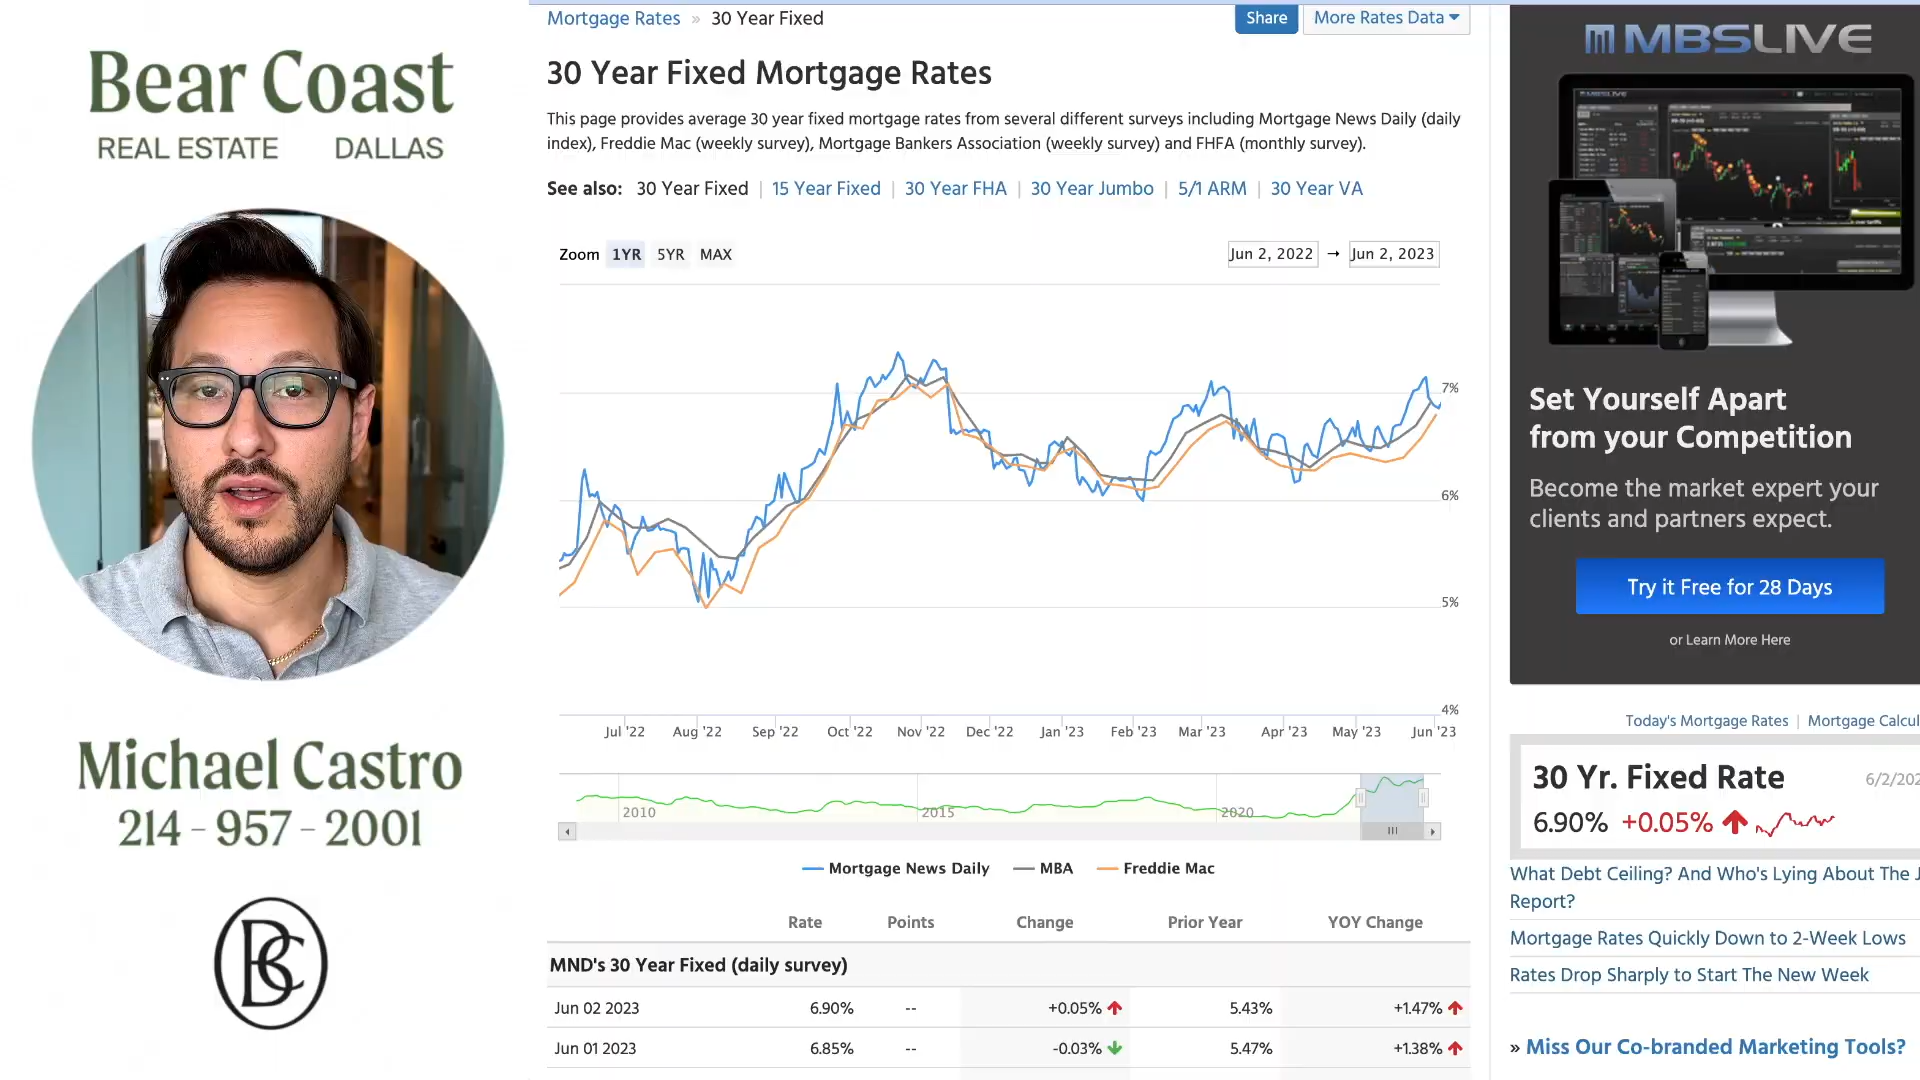 Bear Coast
REAL ESTATE DALLAS
Michael Castro
214 - 957 - 2001
BC
Mortgage Rates » 30 Year Fixed
Share
More Rates Data
30 Year Fixed Mortgage Rates
This page provides average 30 year fixed mortgage rates from several different surveys including Mortgage News Daily (daily
index), Freddie Mac (weekly survey), Mortgage Bankers Association (weekly survey) and FHFA (monthly survey).
See also: 30 Year Fixed | 15 Year Fixed | 30 Year FHA | 30 Year Jumbo | 5/1 ARM | 30 Year VA
Zoom 1YR 5YR MAX
Jun 2, 2022 → Jun 2, 2023
7%
6%
5%
4%
Jul '22 Aug '22 Sep '22 Oct '22 Nov '22 Dec '22 Jan '23 Feb '23 Mar '23 Apr '23 May '23 Jun '23
2010 2015 2020
Mortgage News Daily MBA Freddie Mac
Rate Points Change Prior Year YOY Change
MND's 30 Year Fixed (daily survey)
Jun 02 2023 6.90% -- +0.05% 5.43% +1.47%
Jun 01 2023 6.85% -- -0.03% 5.47% +1.38%
MBSLIVE
MBSLIVE
Set Yourself Apart
from your Competition
Become the market expert your
clients and partners expect.
Try it Free for 28 Days
or Learn More Here
Today's Mortgage Rates | Mortgage Calcul
30 Yr. Fixed Rate 6/2/202
6.90% +0.05%
What Debt Ceiling? And Who's Lying About The J
Report?
Mortgage Rates Quickly Down to 2-Week Lows
Rates Drop Sharply to Start The New Week
» Miss Our Co-branded Marketing Tools?